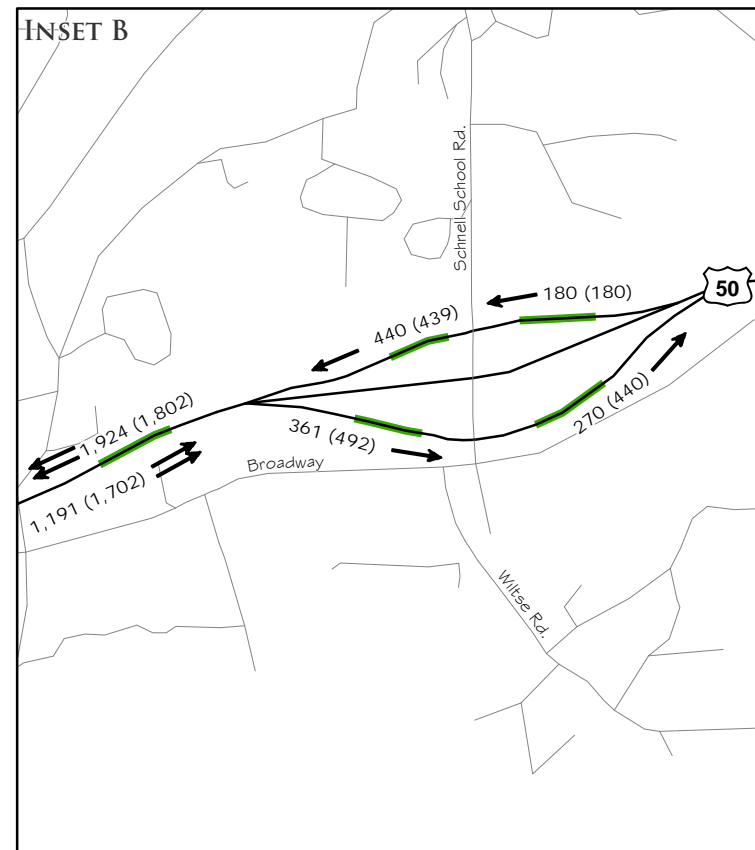 INSET B
Schnell School Rd.
50
180 (180)
440 (439)
1,924 (1,802)
270 (440)
361 (492)
Broadway
1,191 (1,702)
Wiltse Rd.